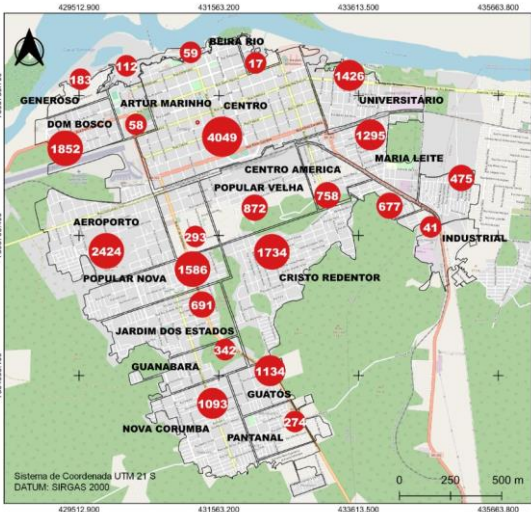 429512.900 431563.200 433613.500 435663.800
BEIRA RIO
59
112
17
183
1426
GENEROSO
ARTUR MARINHO
CENTRO
UNIVERSITÁRIO
DOM BOSCO
58
1852
4049
1295
MARIA LEITE
CENTRO AMERICA
POPULAR VELHA
475
758
872
677
AEROPORTO
293
41
INDUSTRIAL
2424
1586
1734
POPULAR NOVA
CRISTO REDENTOR
691
JARDIM DOS ESTADOS
342
GUANABARA
1134
GUATÓS
1093
NOVA CORUMBA
274
PANTANAL
Sistema de Coordenada UTM 21 S
DATUM: SIRGAS 2000
0 250 500 m
429512.900 431563.200 433613.500 435663.800